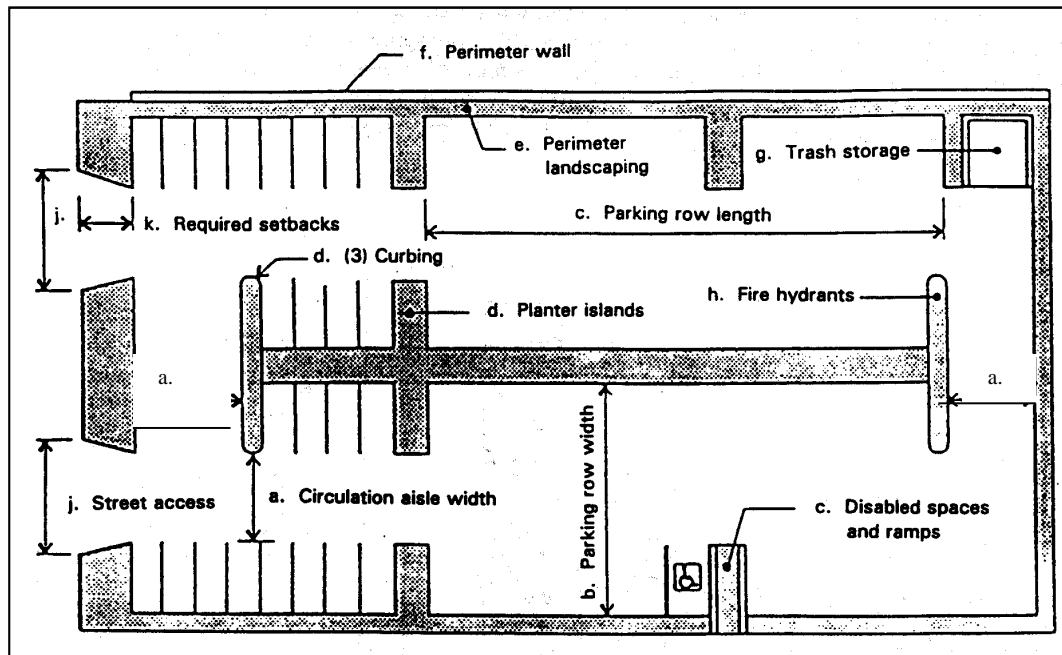 f. Perimeter wall
e. Perimeter
landscaping
g. Trash storage
j.
k. Required setbacks
c. Parking row length
d. (3) Curbing
h. Fire hydrants
d. Planter islands
a.
a.
j. Street access
a. Circulation aisle width
b. Parking row width
c. Disabled spaces
and ramps